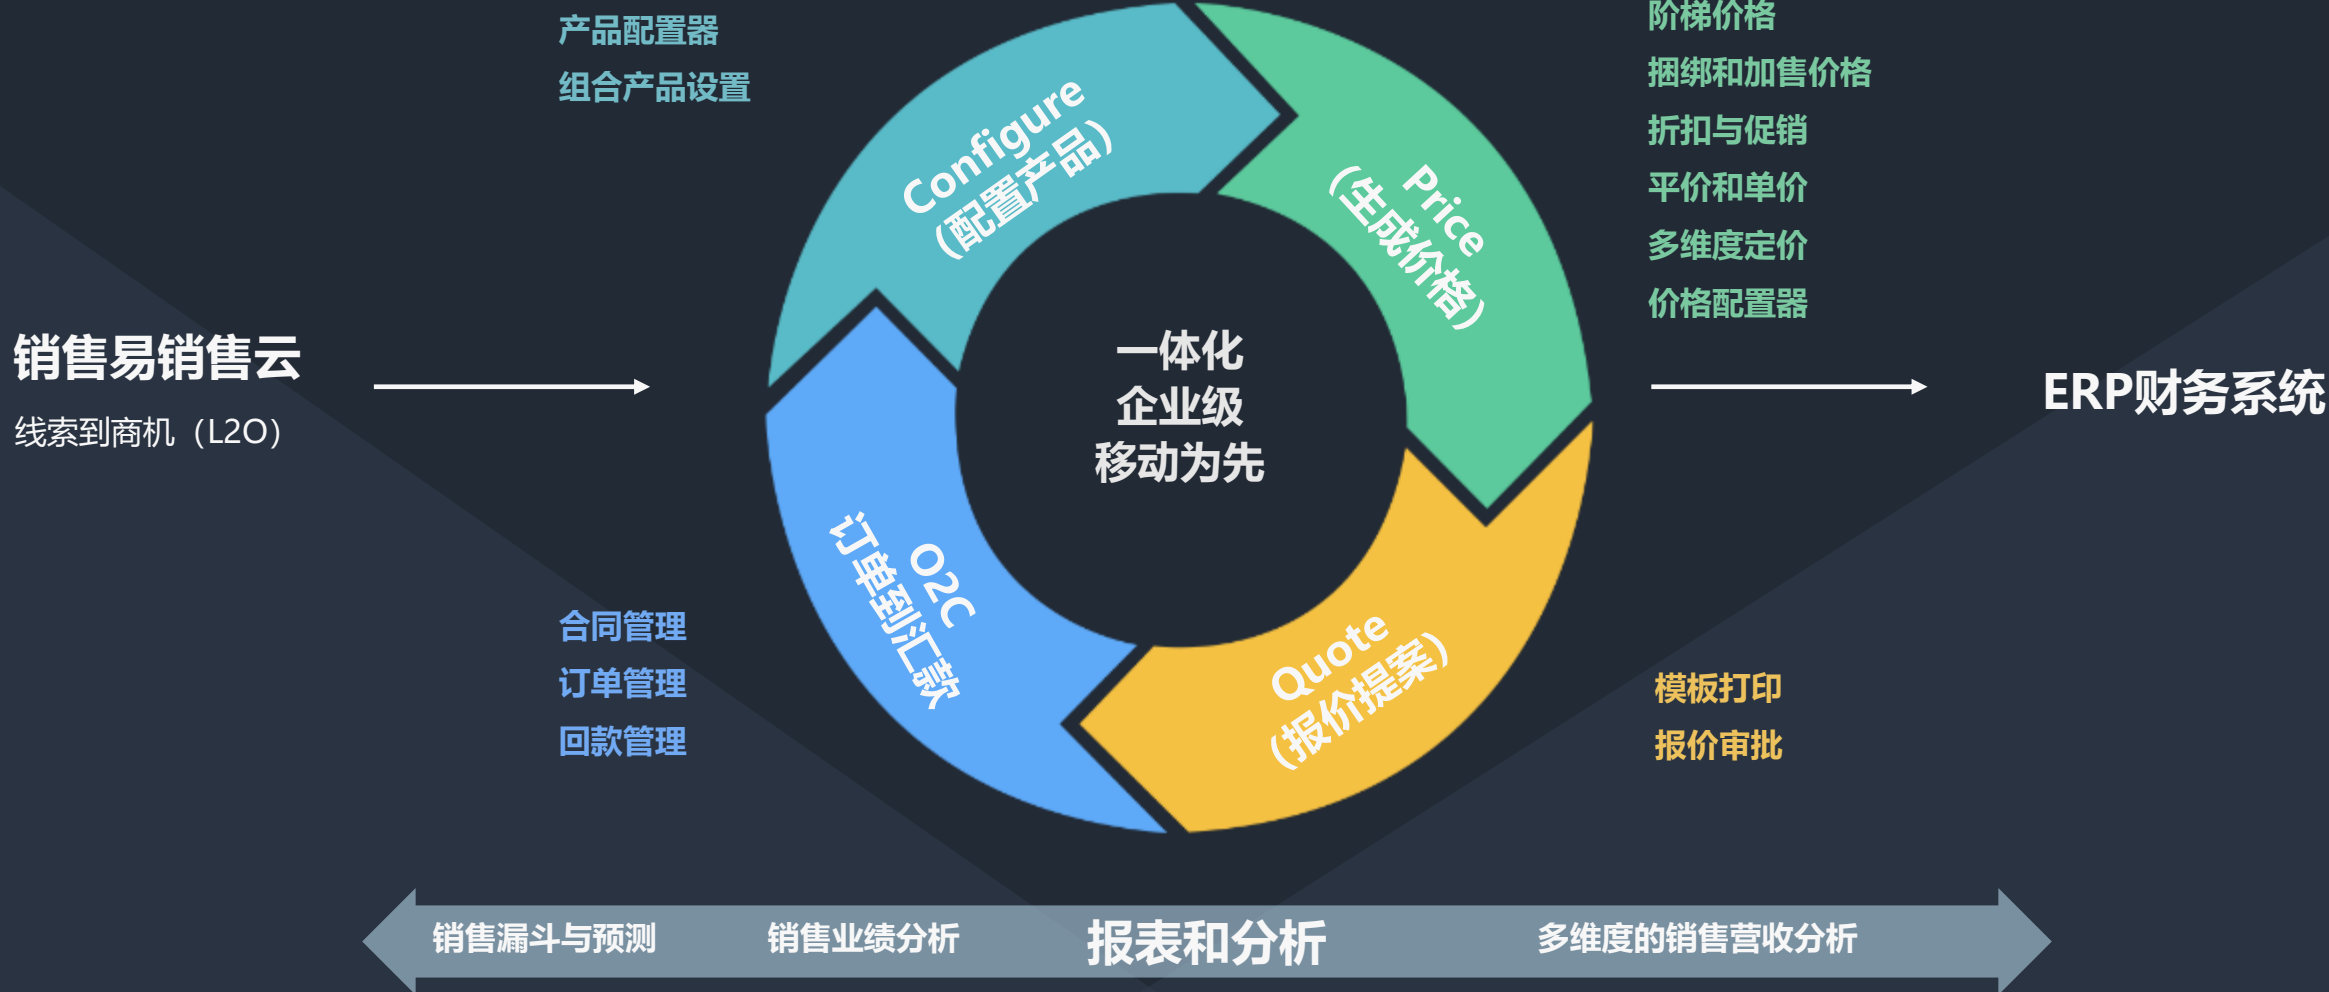 产品配置器
组合产品设置
阶梯价格
捆绑和加售价格
折扣与促销
平价和单价
多维度定价
价格配置器
Configure
（配置产品）
Price
（生成价格）
销售易销售云
线索到商机（L2O）
一体化
企业级
移动为先
ERP财务系统
O2C
订单到汇款
Quote
（报价提案）
合同管理
订单管理
回款管理
模板打印
报价审批
销售漏斗与预测
销售业绩分析
报表和分析
多维度的销售营收分析